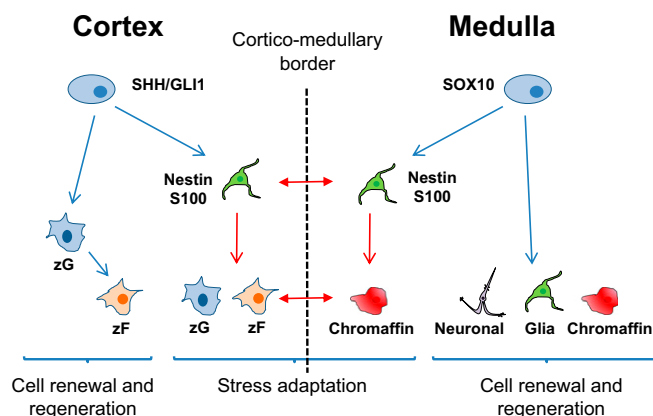 Cortex
Cortico-medullary
border
Medulla
SHH/GLI1
SOX10
Nestin
S100
Nestin
S100
zG
zF
zG
zF
Chromaffin
Neuronal
Glia
Chromaffin
Cell renewal and
regeneration
Stress adaptation
Cell renewal and
regeneration